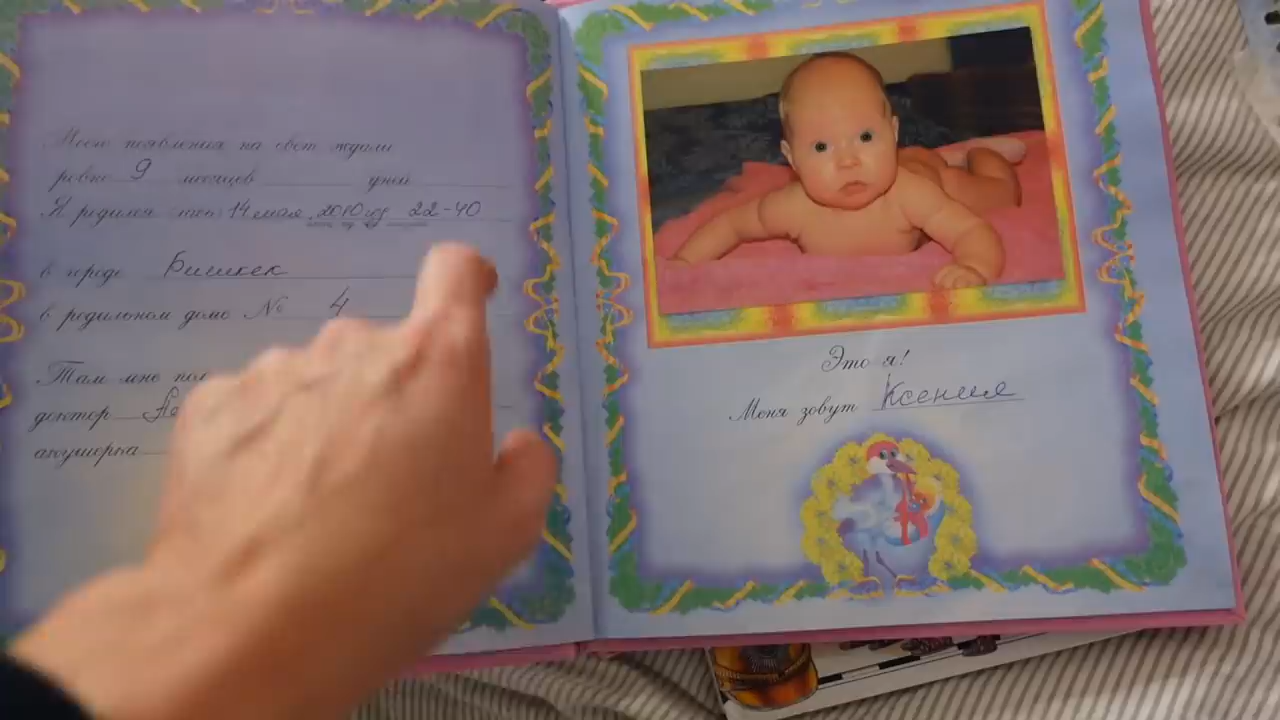 Моего появления на свет ждали
ровно 9 месяцев дней
Я родился 14 мая 2010 22-40
в городе Бишкек
в родильном доме № 4
Там мне
доктор
акушерка
Это я!
Меня зовут Ксения